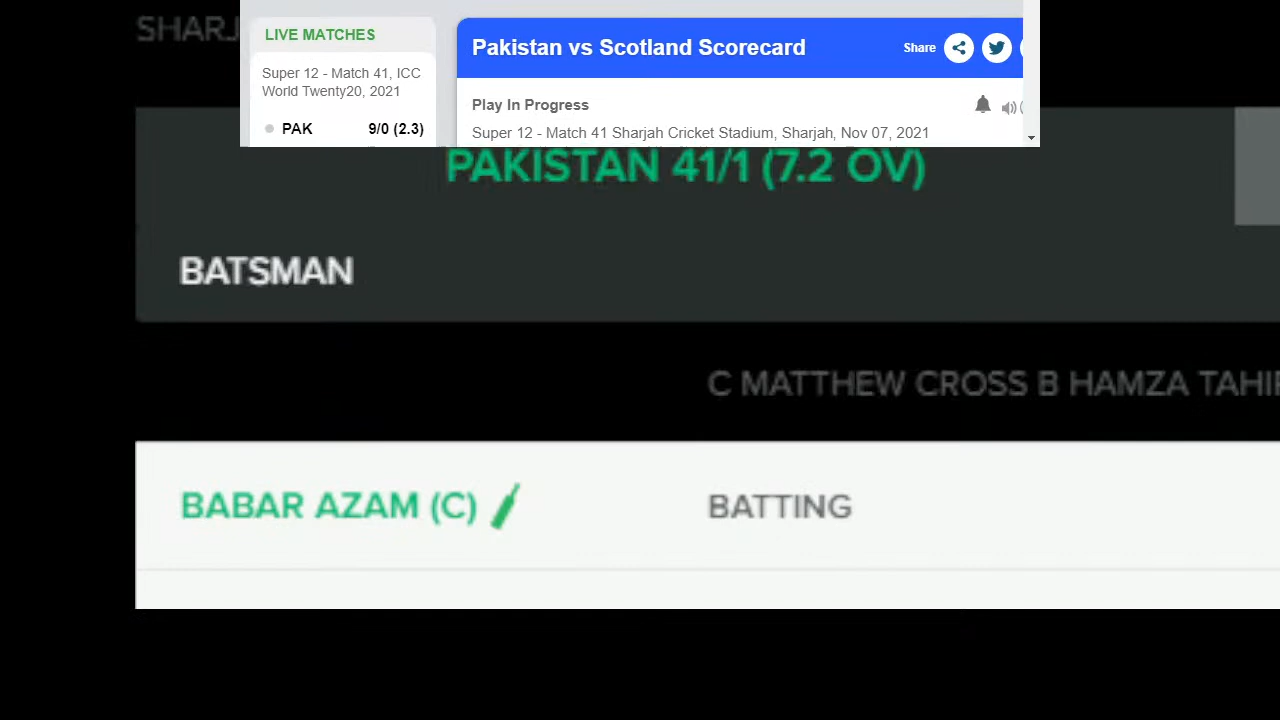 SHARJ
LIVE MATCHES
Super 12 - Match 41, ICC
World Twenty20, 2021
PAK 9/0 (2.3)
Pakistan vs Scotland Scorecard
Share
Play In Progress
Super 12 - Match 41 Sharjah Cricket Stadium, Sharjah, Nov 07, 2021
PAKISTAN 41/1 (7.2 OV)
BATSMAN
C MATTHEW CROSS B HAMZA TAHIR
BABAR AZAM (C) BATTING